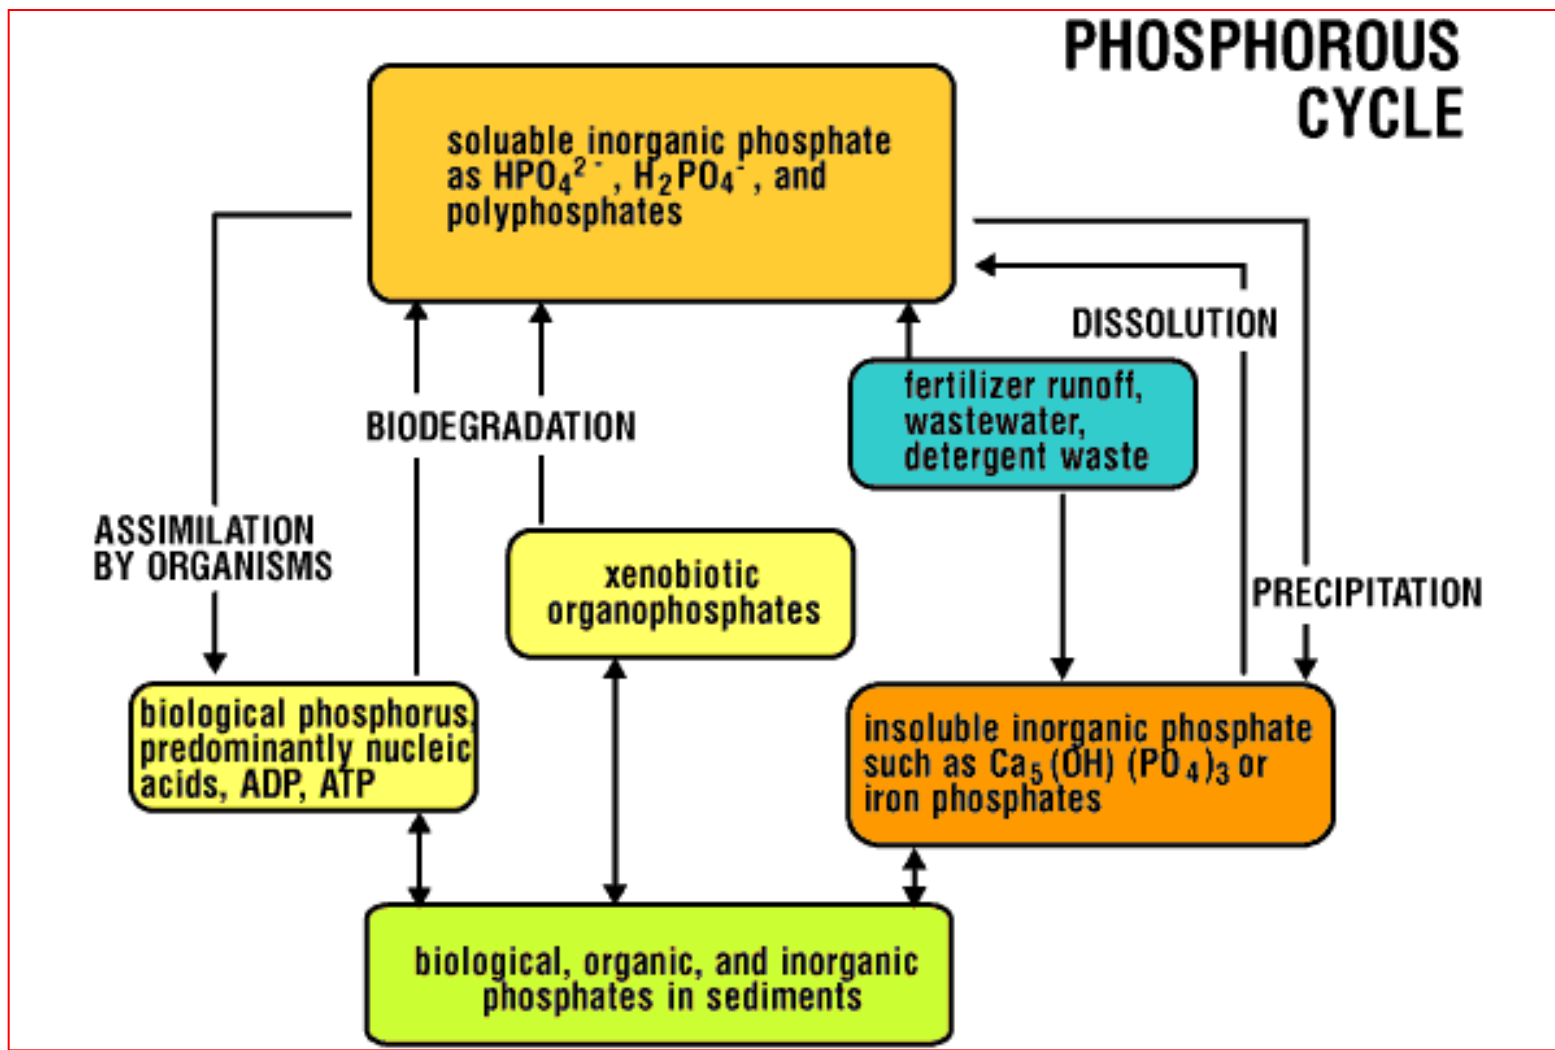 PHOSPHOROUS
CYCLE
soluable inorganic phosphate
as HPO₄²⁻, H₂PO₄⁻, and
polyphosphates
DISSOLUTION
fertilizer runoff,
wastewater,
detergent waste
BIODEGRADATION
ASSIMILATION
BY ORGANISMS
xenobiotic
organophosphates
PRECIPITATION
biological phosphorus,
predominantly nucleic
acids, ADP, ATP
insoluble inorganic phosphate
such as Ca₅(OH) (PO₄)₃ or
iron phosphates
biological, organic, and inorganic
phosphates in sediments